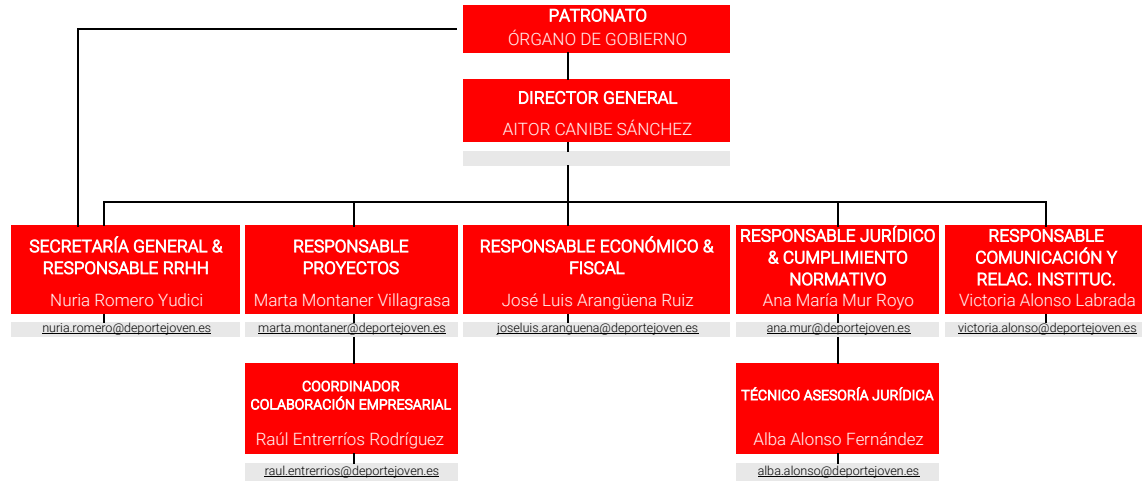 PATRONATO
ÓRGANO DE GOBIERNO
DIRECTOR GENERAL
AITOR CANIBE SÁNCHEZ
SECRETARÍA GENERAL &
RESPONSABLE RRHH
Nuria Romero Yudici
nuria.romero@deportejoven.es
RESPONSABLE
PROYECTOS
Marta Montaner Villagrasa
marta.montaner@deportejoven.es
RESPONSABLE ECONÓMICO &
FISCAL
José Luis Arangüena Ruiz
joseluis.aranguena@deportejoven.es
RESPONSABLE JURÍDICO
& CUMPLIMIENTO
NORMATIVO
Ana María Mur Royo
ana.mur@deportejoven.es
RESPONSABLE
COMUNICACIÓN Y
RELAC. INSTITUC.
Victoria Alonso Labrada
victoria.alonso@deportejoven.es
COORDINADOR
COLABORACIÓN EMPRESARIAL
Raúl Entrerríos Rodríguez
raul.entrerrios@deportejoven.es
TÉCNICO ASESORÍA JURÍDICA
Alba Alonso Fernández
alba.alonso@deportejoven.es